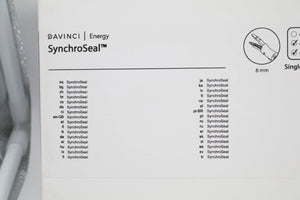 DAVINCI | Energy
SynchroSeal™
8 mm
Single
es SynchroSeal
bg SynchroSeal
zh SynchroSeal
hr SynchroSeal
cs SynchroSeal
da SynchroSeal
nl SynchroSeal
en-GB SynchroSeal
et SynchroSeal
fi SynchroSeal
fr SynchroSeal
de SynchroSeal
el SynchroSeal
hu SynchroSeal
is SynchroSeal
it SynchroSeal
ja SynchroSeal
ko SynchroSeal
lv SynchroSeal
lt SynchroSeal
no SynchroSeal
pl SynchroSeal
pt-BR SynchroSeal
pt SynchroSeal
ro SynchroSeal
ru SynchroSeal
SynchroSeal
sk SynchroSeal
sl SynchroSeal
es SynchroSeal
sv SynchroSeal
tr SynchroSeal